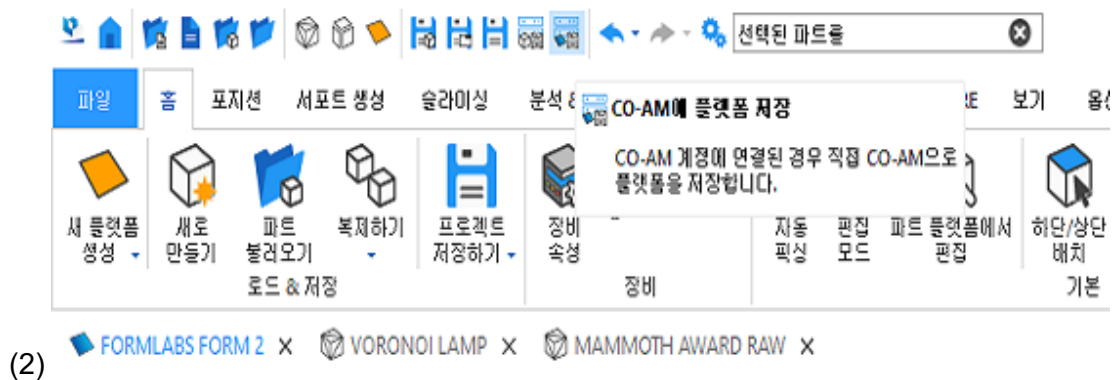 선택된 파트를
파일 홈 포지션 서포트 생성 슬라이싱 분석 & RE 보기 옵션
CO-AM에 플랫폼 저장
CO-AM 계정에 연결된 경우 직접 CO-AM으로
플랫폼을 저장합니다.
새 플랫폼 새로 파트 복제하기 프로젝트 장비 자동 편집 파트 플랫폼에서 하단/상단
생성 만들기 불러오기 저장하기 속성 픽싱 모드 편집 배치
로드 & 저장 장비 기본
(2) FORMLABS FORM 2 X VORONOI LAMP X MAMMOTH AWARD RAW X